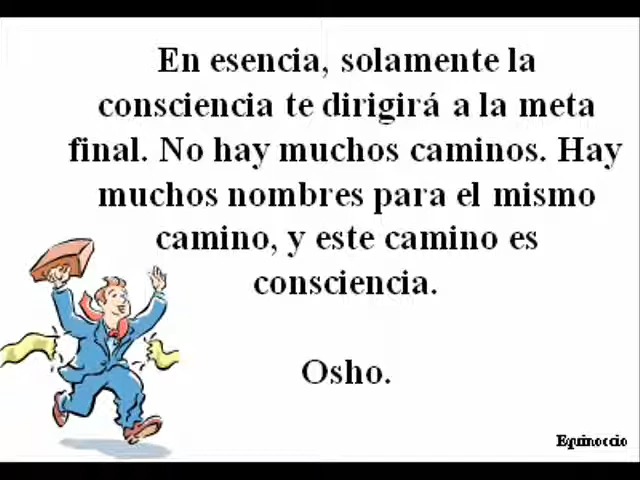 En esencia, solamente la
consciencia te dirigirá a la meta
final. No hay muchos caminos. Hay
muchos nombres para el mismo
camino, y este camino es
consciencia.
Osho.
Equinoccio